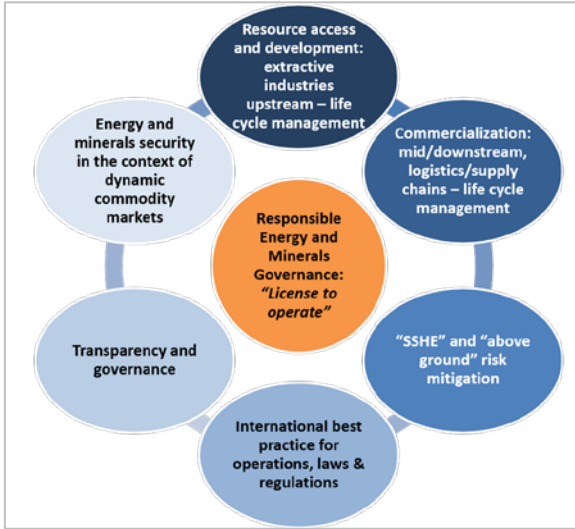 Resource access
and development:
extractive
industries
upstream – life
cycle management
Commercialization:
mid/downstream,
logistics/supply
chains – life cycle
management
"SSHE" and "above
ground" risk
mitigation
International best
practice for
operations, laws &
regulations
Transparency and
governance
Energy and
minerals security
in the context of
dynamic
commodity
markets
Responsible
Energy and
Minerals
Governance:
"License to
operate"